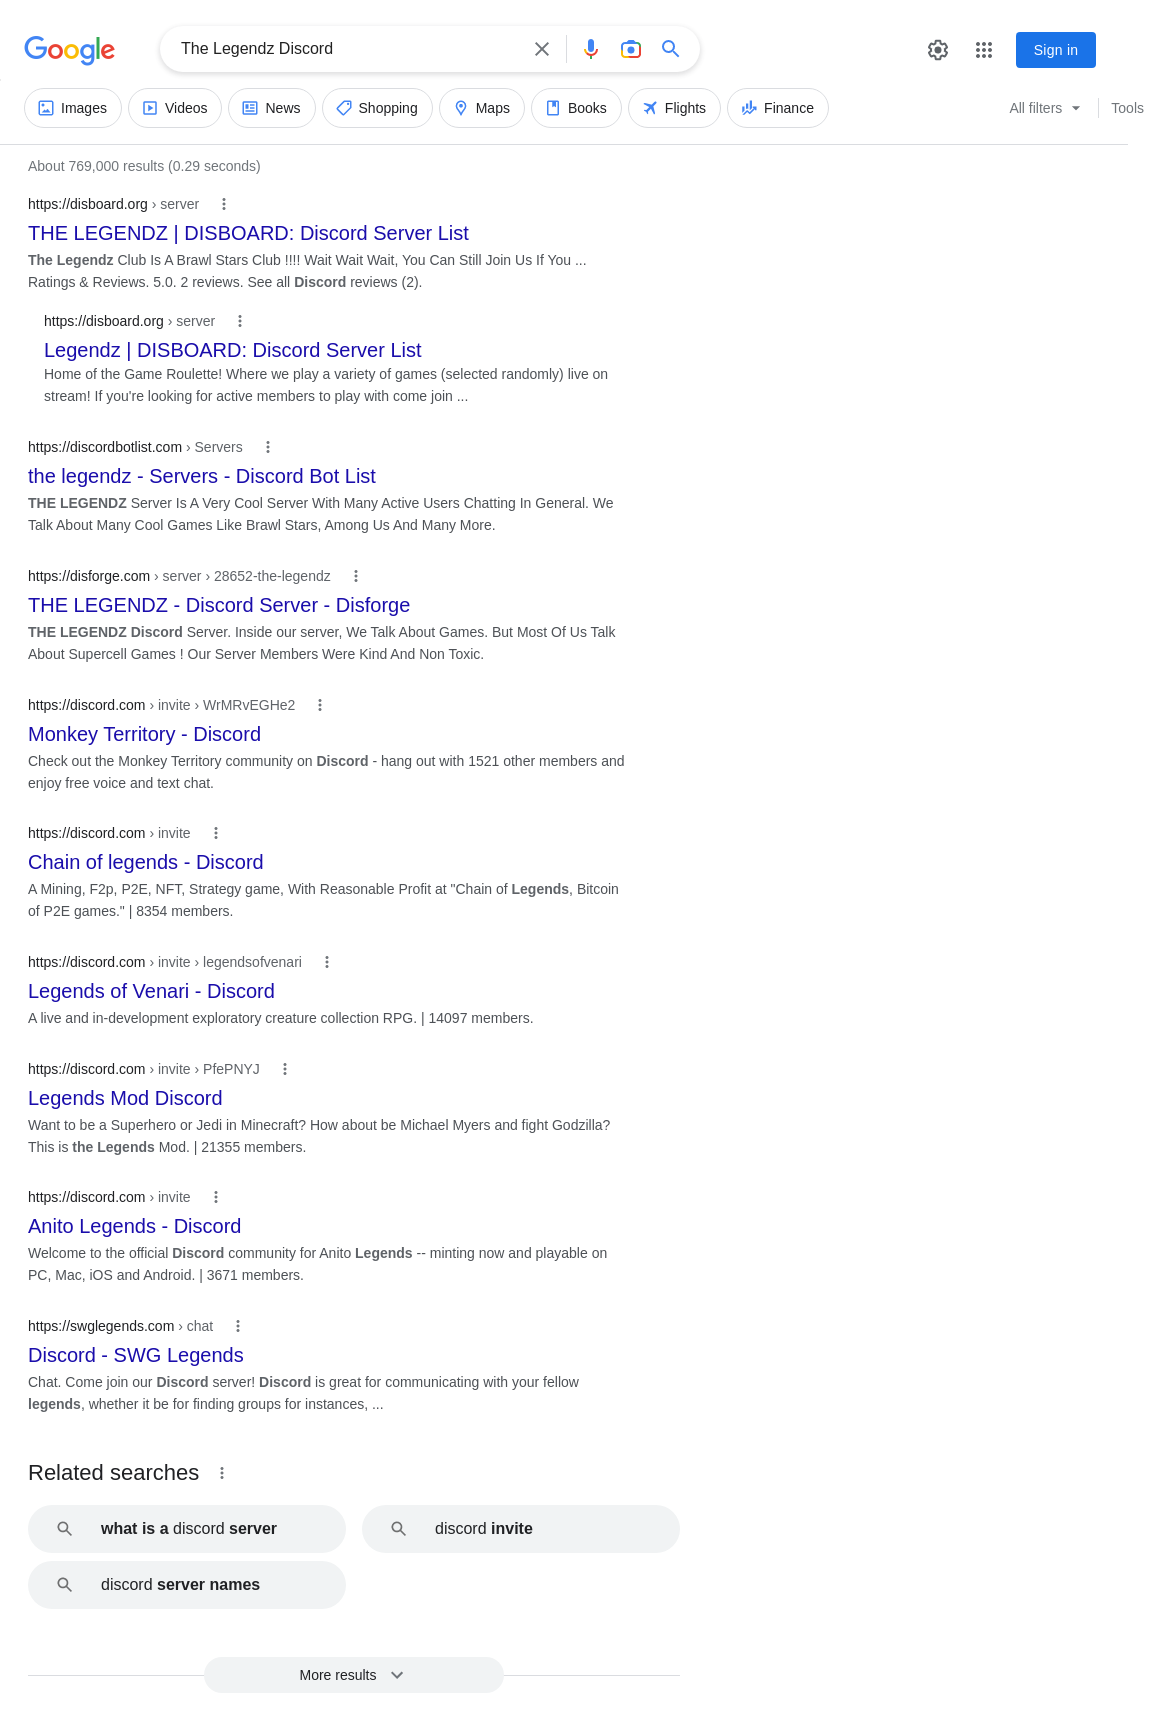 Google
The Legendz Discord
Sign in
Images Videos News Shopping Maps Books Flights Finance All filters Tools
About 769,000 results (0.29 seconds)
https://disboard.org › server
THE LEGENDZ | DISBOARD: Discord Server List
The Legendz Club Is A Brawl Stars Club !!!! Wait Wait Wait, You Can Still Join Us If You ...
Ratings & Reviews. 5.0. 2 reviews. See all Discord reviews (2).
https://disboard.org › server
Legendz | DISBOARD: Discord Server List
Home of the Game Roulette! Where we play a variety of games (selected randomly) live on
stream! If you're looking for active members to play with come join ...
https://discordbotlist.com › Servers
the legendz - Servers - Discord Bot List
THE LEGENDZ Server Is A Very Cool Server With Many Active Users Chatting In General. We
Talk About Many Cool Games Like Brawl Stars, Among Us And Many More.
https://disforge.com › server › 28652-the-legendz
THE LEGENDZ - Discord Server - Disforge
THE LEGENDZ Discord Server. Inside our server, We Talk About Games. But Most Of Us Talk
About Supercell Games ! Our Server Members Were Kind And Non Toxic.
https://discord.com › invite › WrMRvEGHe2
Monkey Territory - Discord
Check out the Monkey Territory community on Discord - hang out with 1521 other members and
enjoy free voice and text chat.
https://discord.com › invite
Chain of legends - Discord
A Mining, F2p, P2E, NFT, Strategy game, With Reasonable Profit at "Chain of Legends, Bitcoin
of P2E games." | 8354 members.
https://discord.com › invite › legendsofvenari
Legends of Venari - Discord
A live and in-development exploratory creature collection RPG. | 14097 members.
https://discord.com › invite › PfePNYJ
Legends Mod Discord
Want to be a Superhero or Jedi in Minecraft? How about be Michael Myers and fight Godzilla?
This is the Legends Mod. | 21355 members.
https://discord.com › invite
Anito Legends - Discord
Welcome to the official Discord community for Anito Legends -- minting now and playable on
PC, Mac, iOS and Android. | 3671 members.
https://swglegends.com › chat
Discord - SWG Legends
Chat. Come join our Discord server! Discord is great for communicating with your fellow
legends, whether it be for finding groups for instances, ...
Related searches
what is a discord server
discord invite
discord server names
More results